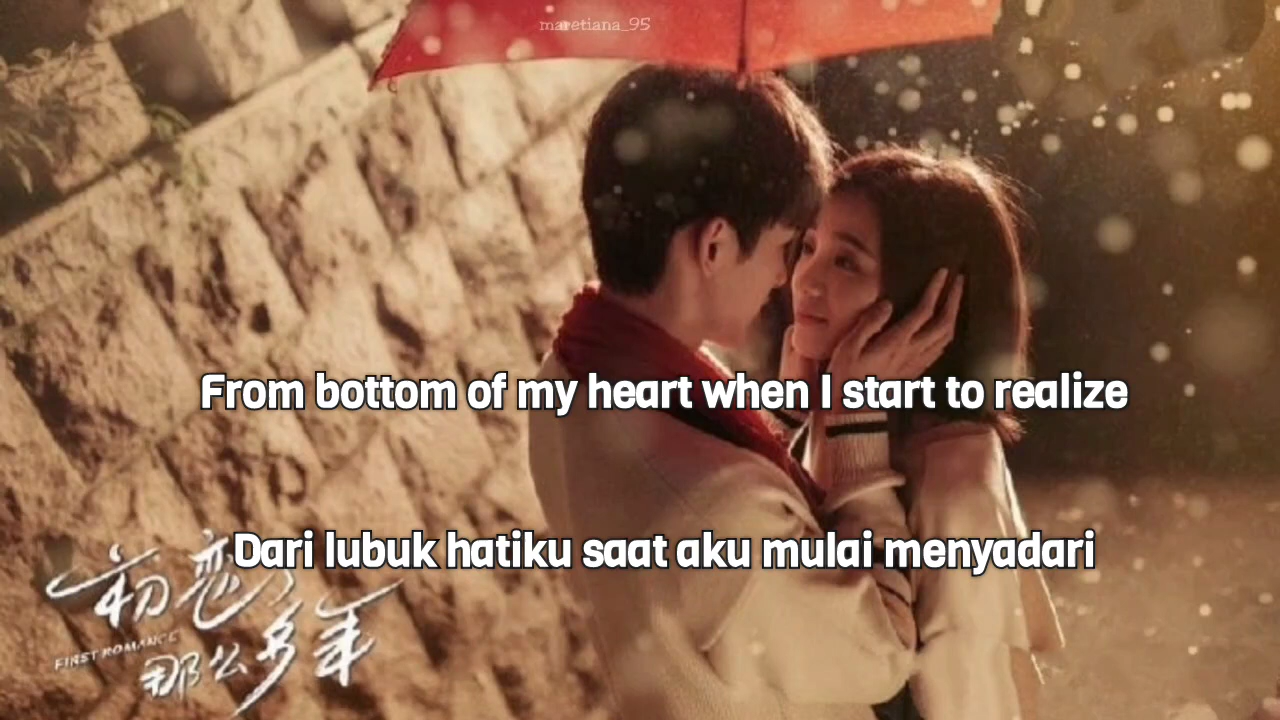 maretiana_95
From bottom of my heart when I start to realize
Dari lubuk hatiku saat aku mulai menyadari
初恋了
FIRST ROMANCE
那么多年